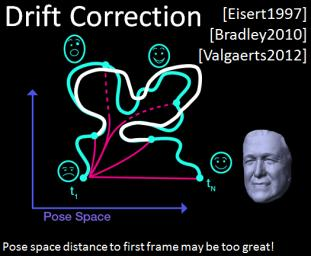 Drift Correction
[Eisert1997]
[Bradley2010]
[Valgaerts2012]
t1
tN
Pose Space
Pose space distance to first frame may be too great!